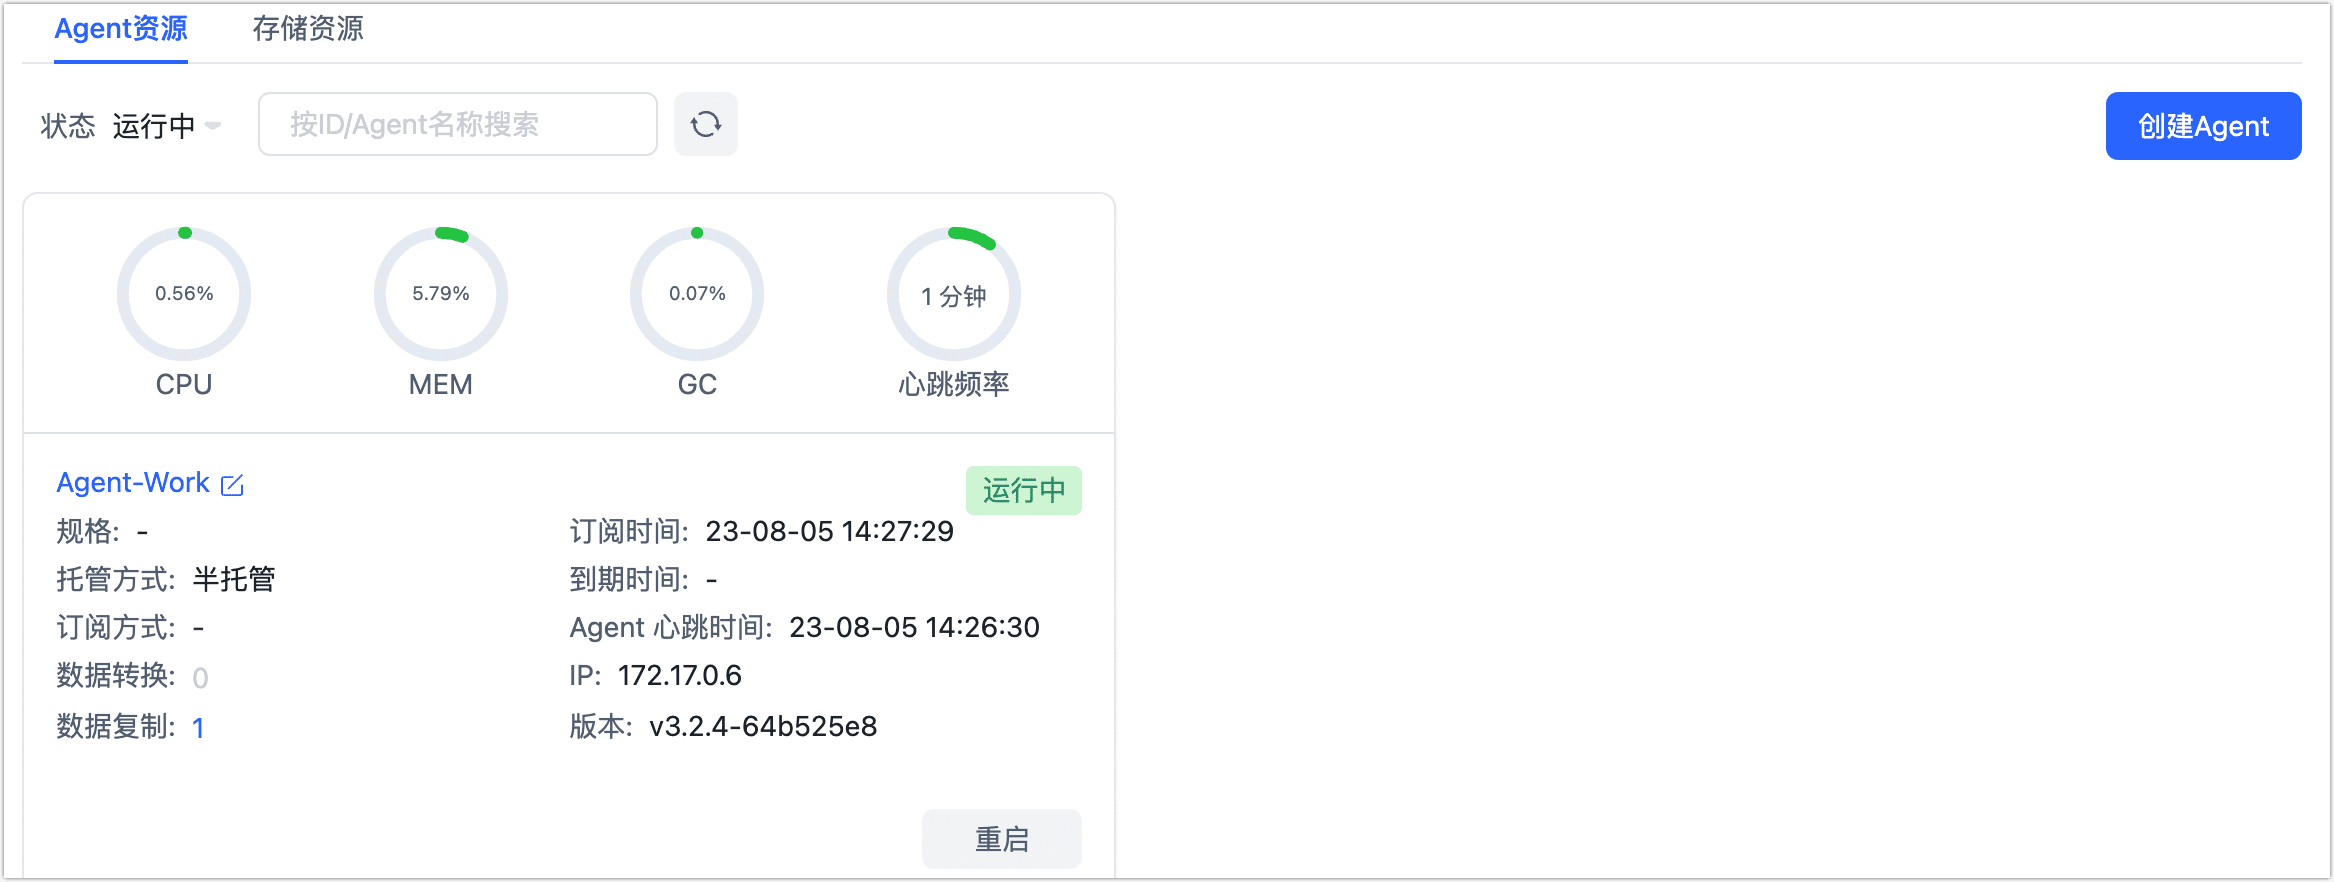 Agent资源 存储资源
状态 运行中 按ID/Agent名称搜索 创建Agent
0.56% 5.79% 0.07% 1 分钟
CPU MEM GC 心跳频率
Agent-Work 运行中
规格: - 订阅时间: 23-08-05 14:27:29
托管方式: 半托管 到期时间: -
订阅方式: - Agent 心跳时间: 23-08-05 14:26:30
数据转换: 0 IP: 172.17.0.6
数据复制: 1 版本: v3.2.4-64b525e8
重启